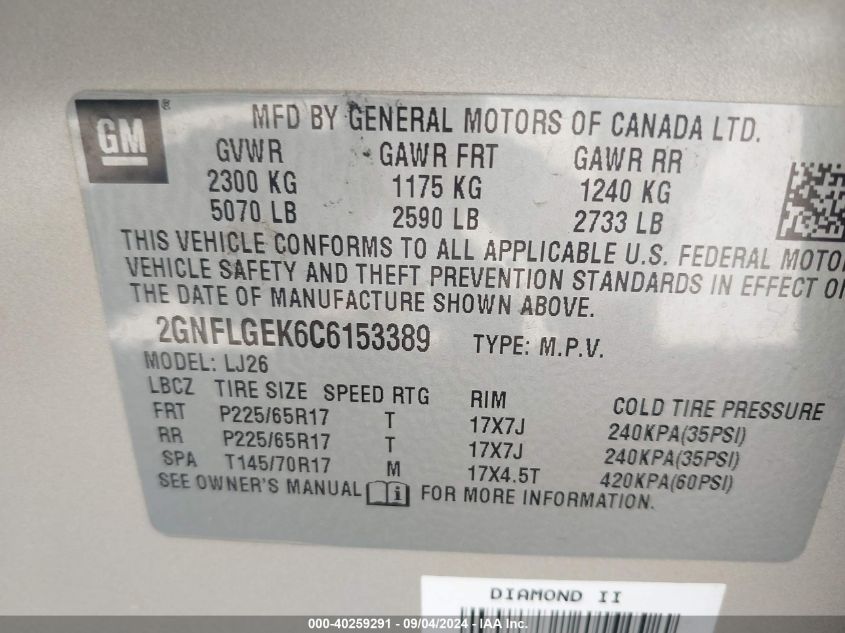 GM ®
MFD BY GENERAL MOTORS OF CANADA LTD.
GVWR GAWR FRT GAWR RR
2300 KG 1175 KG 1240 KG
5070 LB 2590 LB 2733 LB
THIS VEHICLE CONFORMS TO ALL APPLICABLE U.S. FEDERAL MOTO
VEHICLE SAFETY AND THEFT PREVENTION STANDARDS IN EFFECT O
THE DATE OF MANUFACTURE SHOWN ABOVE.
2GNFLGEK6C6153389 TYPE: M.P.V.
MODEL: LJ26
LBCZ TIRE SIZE SPEED RTG RIM COLD TIRE PRESSURE
FRT P225/65R17 T 17X7J 240KPA(35PSI)
RR P225/65R17 T 17X7J 240KPA(35PSI)
SPA T145/70R17 M 17X4.5T 420KPA(60PSI)
SEE OWNER'S MANUAL i FOR MORE INFORMATION.
DIAMOND II
000-40259291 - 09/04/2024 - IAA Inc.